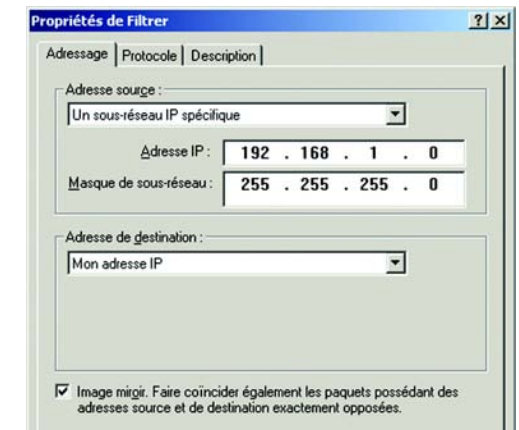 Propriétés de Filtrer
Adressage Protocole Description
Adresse source :
Un sous-réseau IP spécifique
Adresse IP : 192 . 168 . 1 . 0
Masque de sous-réseau : 255 . 255 . 255 . 0
Adresse de destination :
Mon adresse IP
Image miroir. Faire coïncider également les paquets possédant des
adresses source et de destination exactement opposées.